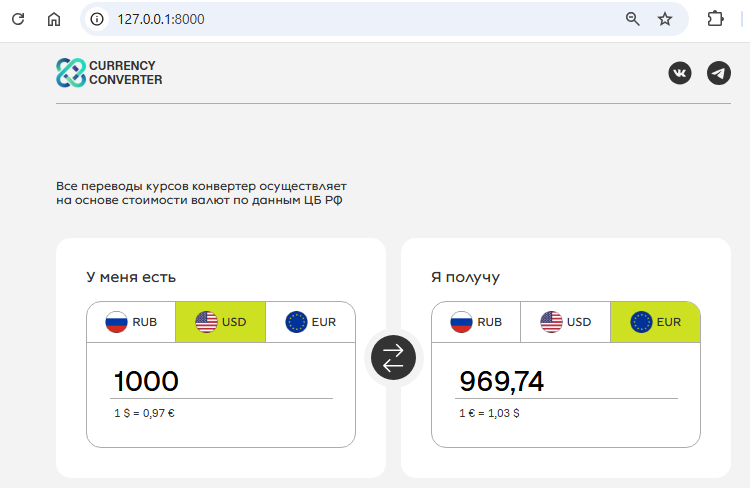 127.0.0.1:8000
CURRENCY
CONVERTER
Все переводы курсов конвертер осуществляет
на основе стоимости валют по данным ЦБ РФ
У меня есть
RUB
USD
EUR
1000
1 $ = 0,97 €
Я получу
RUB
USD
EUR
969,74
1 € = 1,03 $